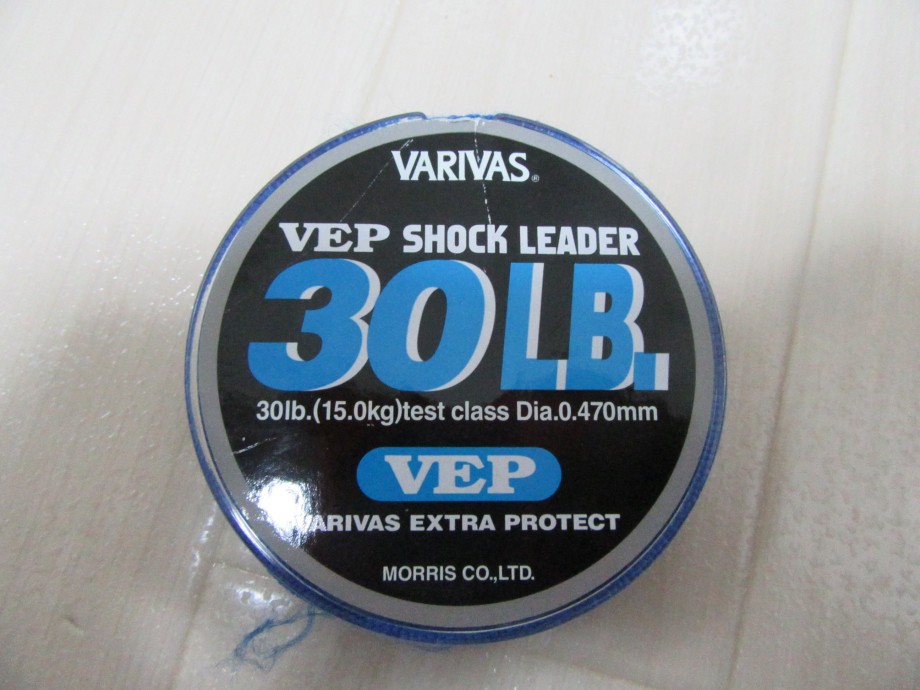 VARIVAS®
VEP SHOCK LEADER
30LB.
30lb.(15.0kg)test class Dia.0.470mm
VEP
VARIVAS EXTRA PROTECT
MORRIS CO.,LTD.